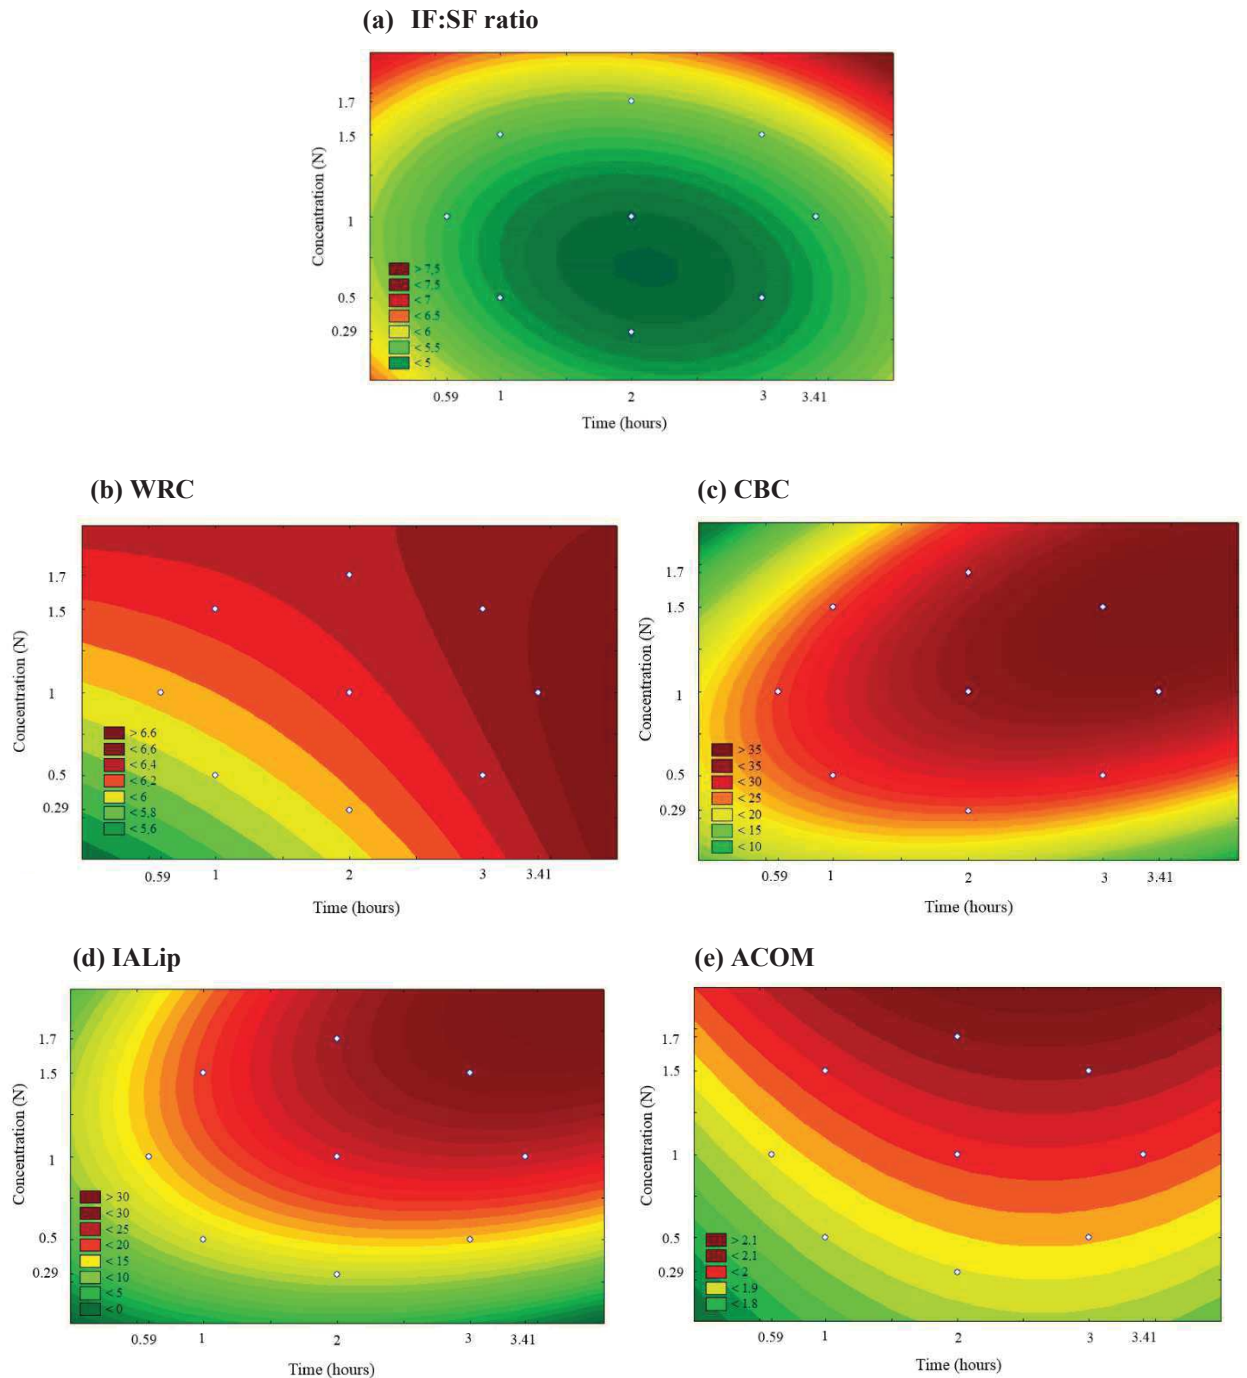 (a) IF:SF ratio
Concentration (N)
1.7
1.5
1
0.5
0.29
> 7,5
< 7.5
< 7
< 6.5
< 6
< 5,5
< 5
0.59 1 2 3 3.41
Time (hours)
(b) WRC
Concentration (N)
1.7
1.5
1
0.5
0.29
> 6.6
< 6,6
< 6,4
< 6,2
< 6
< 5,8
< 5,6
0.59 1 2 3 3.41
Time (hours)
(c) CBC
Concentration (N)
1.7
1.5
1
0.5
0.29
> 35
< 35
< 30
< 25
< 20
< 15
< 10
0.59 1 2 3 3.41
Time (hours)
(d) IALip
Concentration (N)
1.7
1.5
1
0.5
0.29
> 30
< 30
< 25
< 20
< 15
< 10
< 5
< 0
0.59 1 2 3 3.41
Time (hours)
(e) ACOM
Concentration (N)
1.7
1.5
1
0.5
0.29
> 2.1
< 2.1
< 2
< 1.9
< 1.8
0.59 1 2 3 3.41
Time (hours)